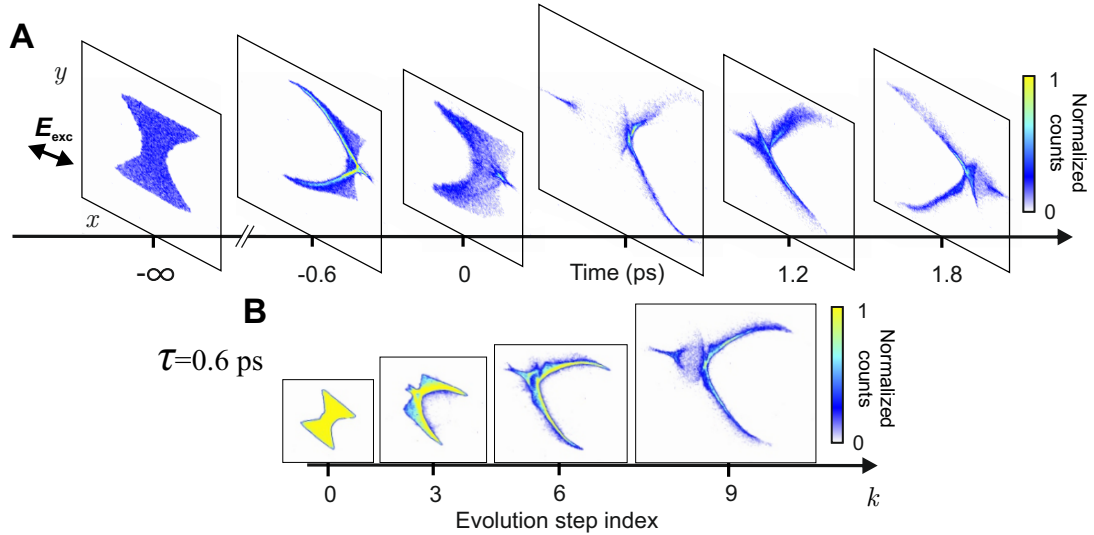 A
y
E exc
x
-∞
-0.6
0
Time (ps)
1.2
1.8
1
0
Normalized
counts
B
τ=0.6 ps
0
3
6
9
k
Evolution step index
1
0
Normalized
counts